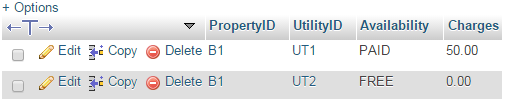 + Options
←T→ PropertyID UtilityID Availability Charges
Edit Copy Delete B1 UT1 PAID 50.00
Edit Copy Delete B1 UT2 FREE 0.00